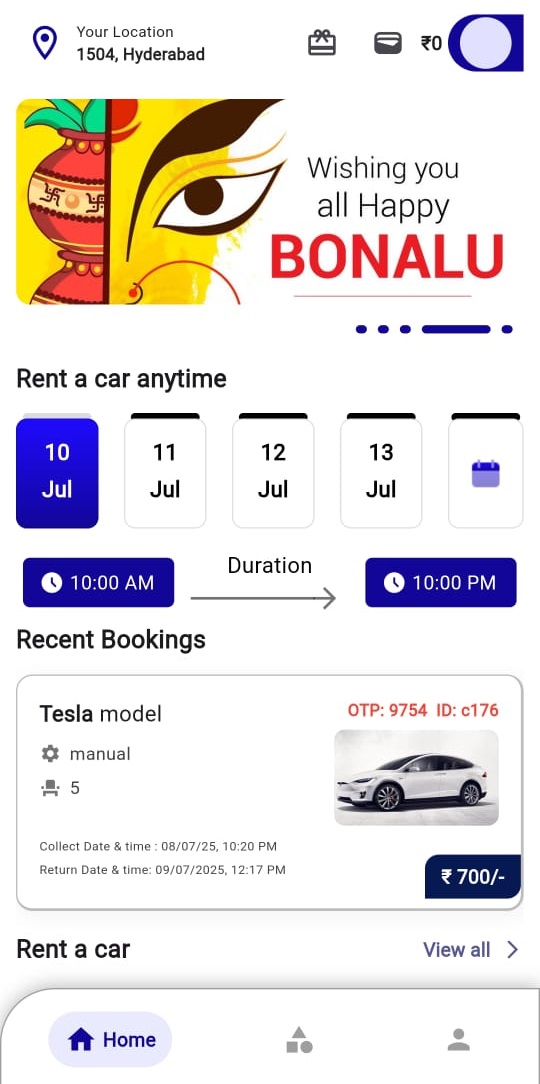 Your Location
1504, Hyderabad
₹0
Wishing you
all Happy
BONALU
Rent a car anytime
10 Jul
11 Jul
12 Jul
13 Jul
10:00 AM
Duration
10:00 PM
Recent Bookings
Tesla model
OTP: 9754 ID: c176
manual
5
Collect Date & time : 08/07/25, 10:20 PM
Return Date & time: 09/07/2025, 12:17 PM
₹ 700/-
Rent a car
View all
Home